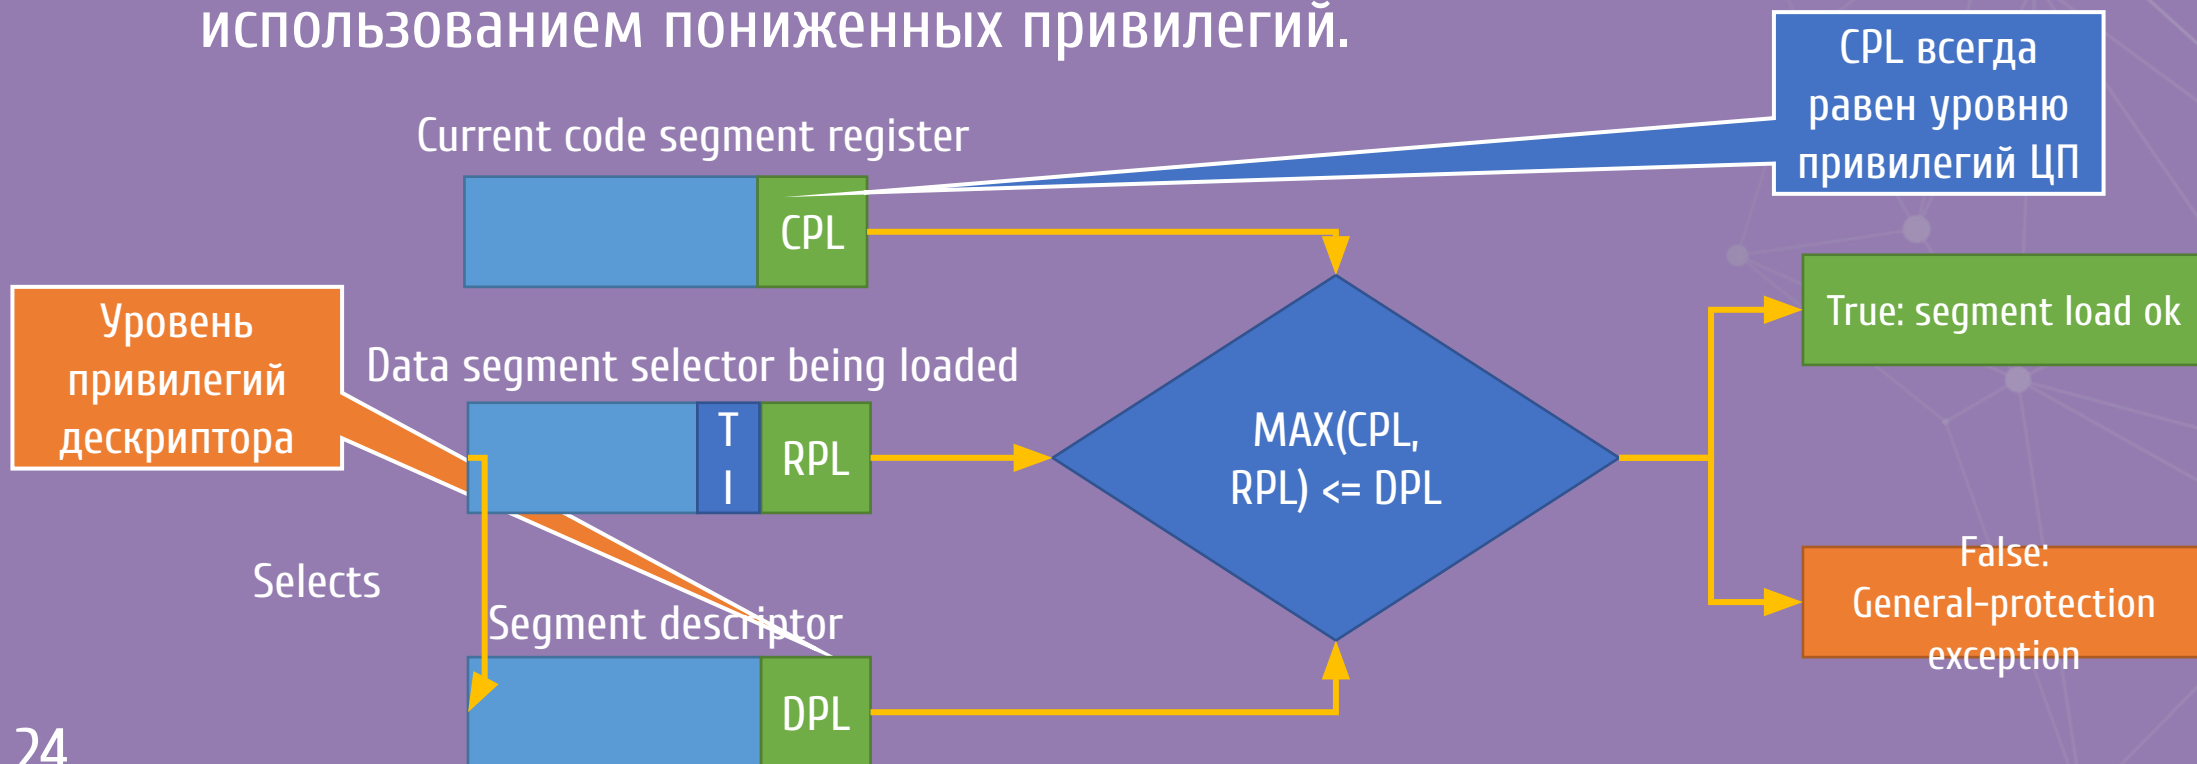 использованием пониженных привилегий.
CPL всегда
равен уровню
привилегий ЦП
Current code segment register
CPL
Уровень
привилегий
дескриптора
Data segment selector being loaded
T
I
RPL
MAX(CPL,
RPL) <= DPL
True: segment load ok
False:
General-protection
exception
Selects
Segment descriptor
DPL
24